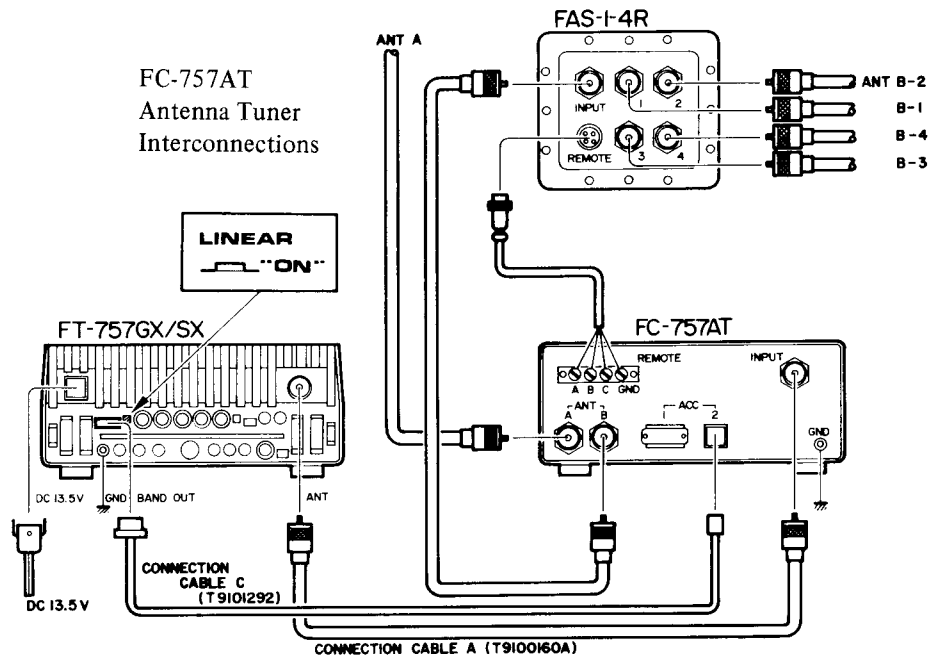 FAS-1-4R
ANT A
FC-757AT
Antenna Tuner
Interconnections
INPUT
1
2
ANT B-2
B-1
REMOTE
3
4
B-4
B-3
LINEAR
"ON"
FT-757GX/SX
FC-757AT
REMOTE
INPUT
A B C GND
ANT
A B
ACC
2
GND
DC 13.5V
GND
BAND OUT
ANT
DC 13.5V
CONNECTION
CABLE C
(T9101292)
CONNECTION CABLE A (T9100160A)